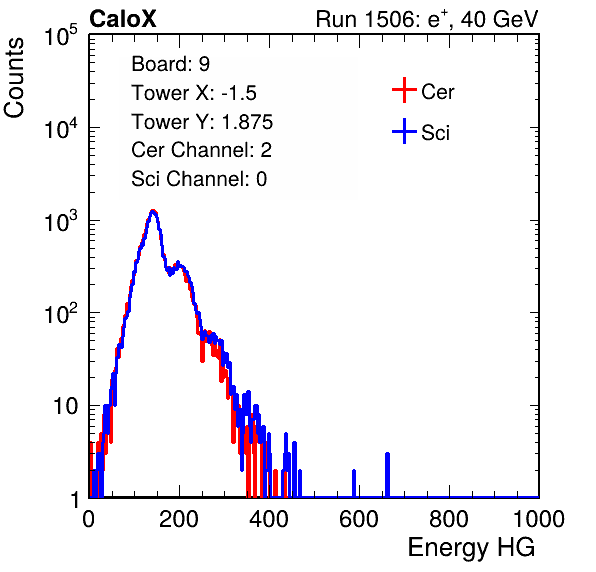 CaloX Run 1506: e⁺, 40 GeV
Counts
Board: 9
Tower X: -1.5
Tower Y: 1.875
Cer Channel: 2
Sci Channel: 0
Cer
Sci
10⁵
10⁴
10³
10²
10
1
0 200 400 600 800 1000
Energy HG